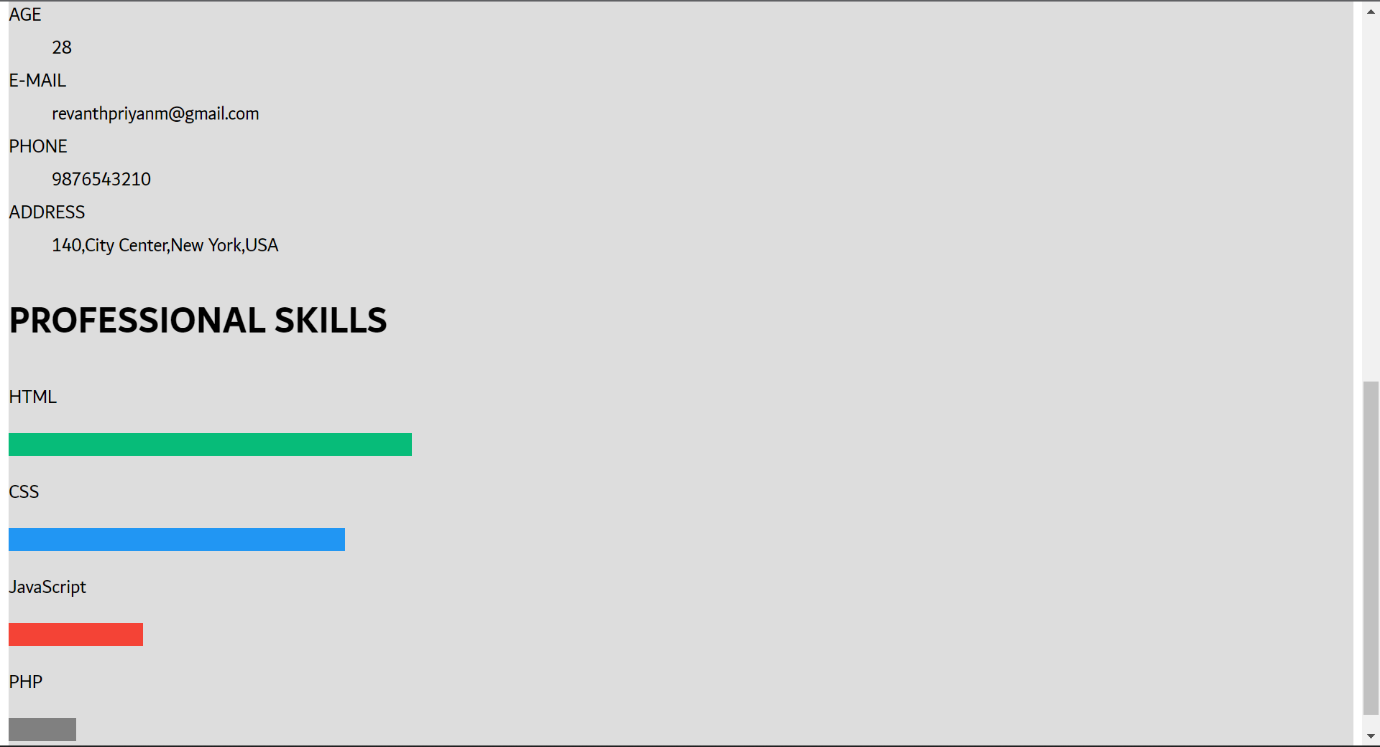 AGE
28
E-MAIL
revanthpriyanm@gmail.com
PHONE
9876543210
ADDRESS
140,City Center,New York,USA
PROFESSIONAL SKILLS
HTML
CSS
JavaScript
PHP